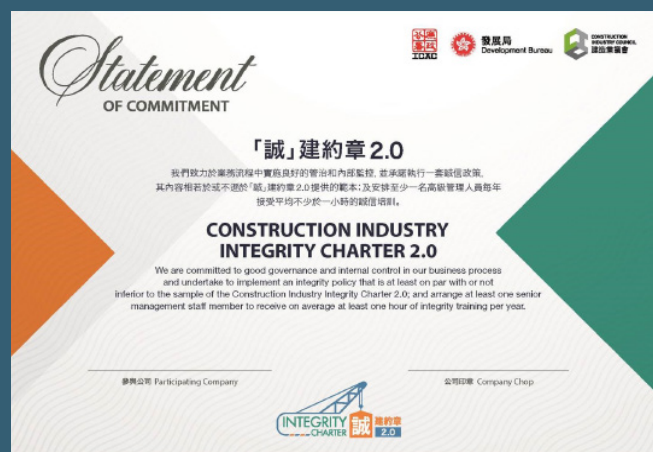 Statement
OF COMMITMENT
廉政公署
ICAC
發展局
Development Bureau
CONSTRUCTION
INDUSTRY COUNCIL
建造業議會
「誠」建約章 2.0
我們致力於業務流程中實施良好的管治和內部監控, 並承諾執行一套誠信政策,
其內容相若於或不遜於「誠」建約章 2.0 提供的範本; 及安排至少一名高級管理人員每年
接受平均不少於一小時的誠信培訓。
CONSTRUCTION INDUSTRY
INTEGRITY CHARTER 2.0
We are committed to good governance and internal control in our business process
and undertake to implement an integrity policy that is at least on par with or not
inferior to the sample of the Construction Industry Integrity Charter 2.0; and arrange at least one senior
management staff member to receive on average at least one hour of integrity training per year.
參與公司 Participating Company
公司印章 Company Chop
INTEGRITY
CHARTER
誠
建約章
2.0